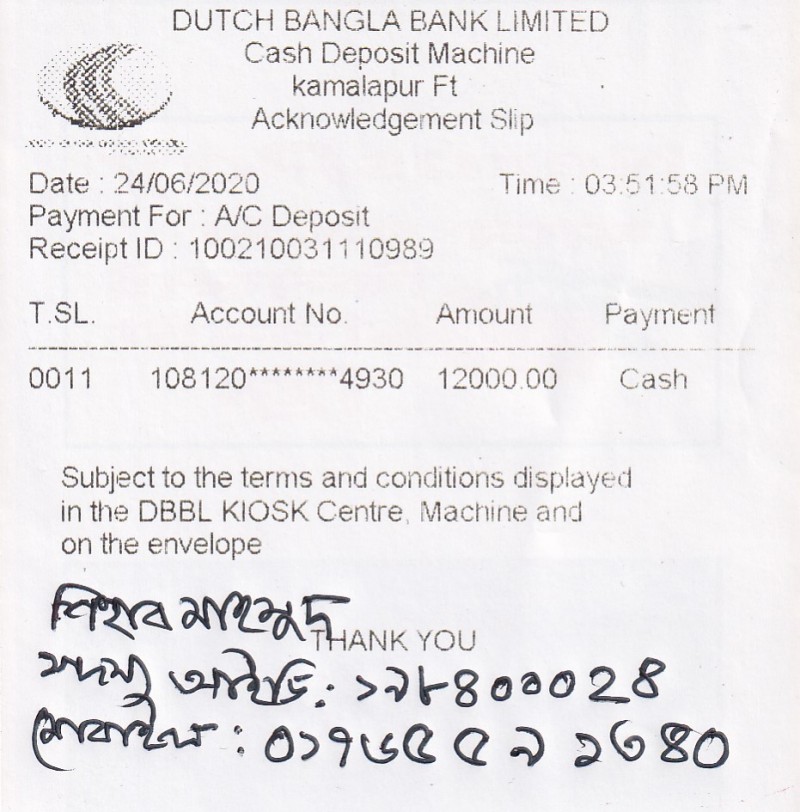 DUTCH BANGLA BANK LIMITED
Cash Deposit Machine
kamalapur Ft
Acknowledgement Slip
Date : 24/06/2020 Time : 03:51:58 PM
Payment For : A/C Deposit
Receipt ID : 100210031110989
T.SL. Account No. Amount Payment
0011 108120********4930 12000.00 Cash
Subject to the terms and conditions displayed
in the DBBL KIOSK Centre, Machine and
on the envelope
শিহাব মাহমুদ
THANK YOU
সদস্য আইডি : ১৯৮৪০০০২৪
মোবাইল : ০১৭৬৫৫৯১৩৪০